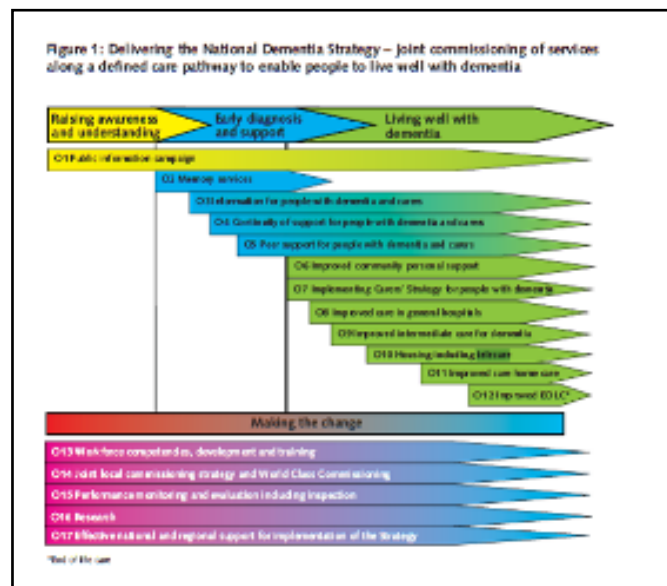 Figure 1: Delivering the National Dementia Strategy – joint commissioning of services
along a defined care pathway to enable people to live well with dementia
Raising awareness
and understanding
Early diagnosis
and support
Living well with
dementia
O1 Public information campaign
O2 Memory services
O3 Information for people with dementia and carers
O4 Continuity of support for people with dementia and carers
O5 Peer support for people with dementia and carers
O6 Improved community personal support
O7 Implementing Carers' Strategy for people with dementia
O8 Improved care in general hospitals
O9 Improved intermediate care for dementia
O10 Housing including telecare
O11 Improved care home care
O12 Improved EOLC*
Making the change
O13 Workforce competencies, development and training
O14 Joint local commissioning strategy and World Class Commissioning
O15 Performance monitoring and evaluation including inspection
O16 Research
O17 Effective national and regional support for implementation of the Strategy
*End of life care